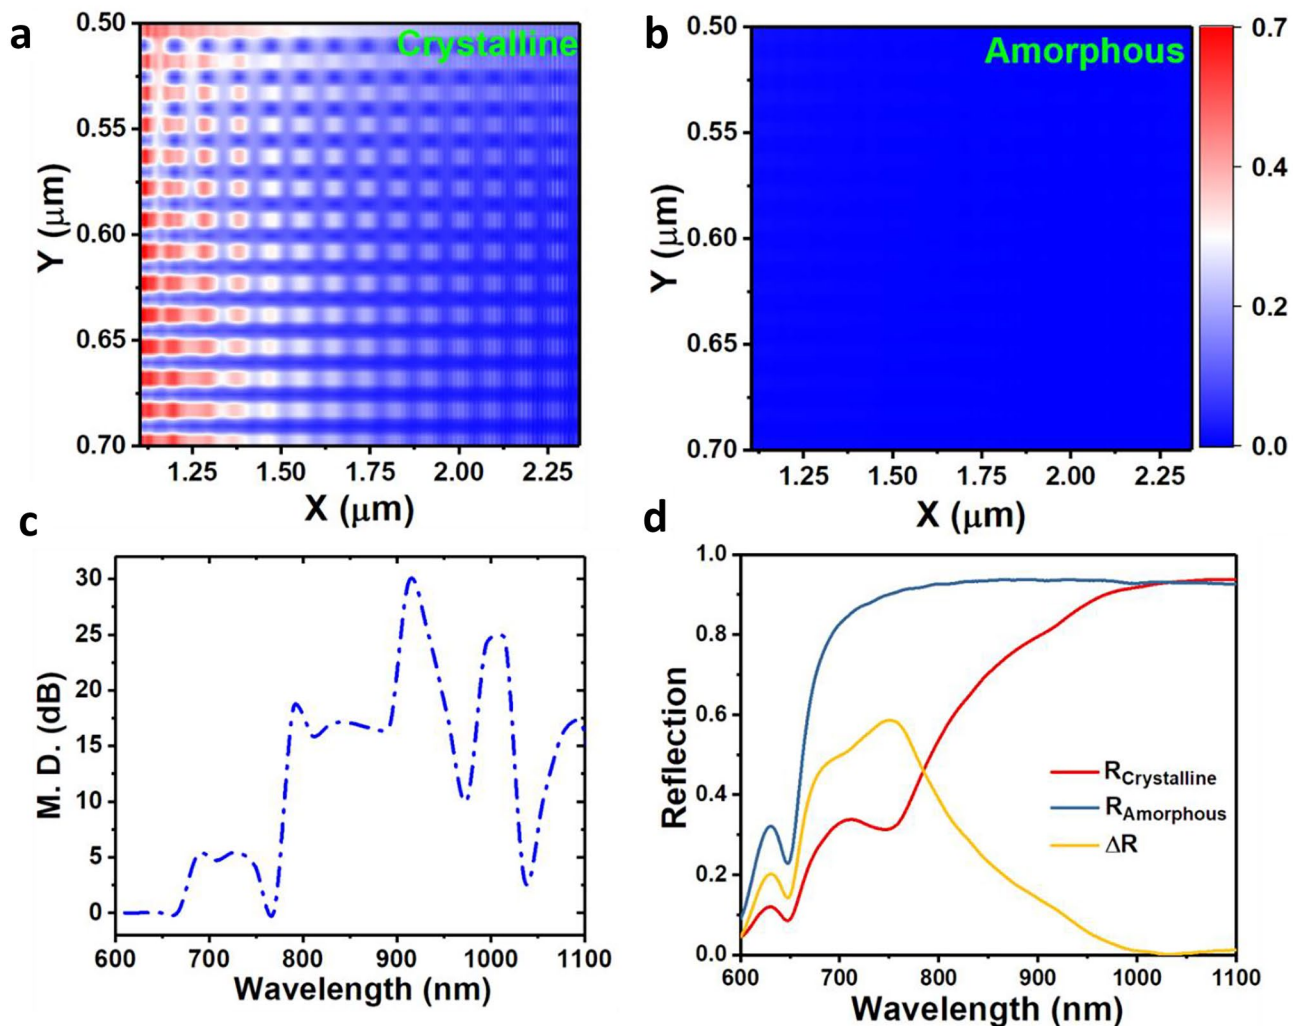 a
Crystalline
0.50
0.55
0.60
0.65
0.70
Y (μm)
1.25
1.50
1.75
2.00
2.25
X (μm)
b
Amorphous
0.50
0.55
0.60
0.65
0.70
Y (μm)
1.25
1.50
1.75
2.00
2.25
X (μm)
0.7
0.4
0.2
0.0
c
30
25
20
15
10
5
0
M. D. (dB)
600
700
800
900
1000
1100
Wavelength (nm)
d
1.0
0.8
0.6
0.4
0.2
0.0
Reflection
R Crystalline
R Amorphous
ΔR
600
700
800
900
1000
1100
Wavelength (nm)